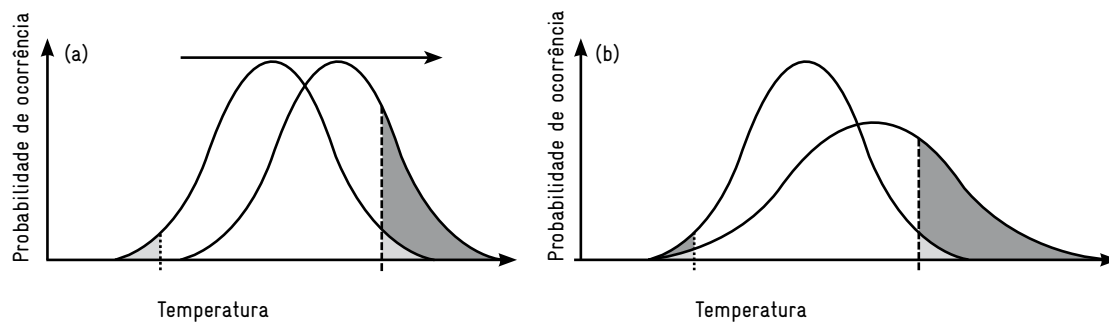 (a)
Probabilidade de ocorrência
Temperatura
(b)
Probabilidade de ocorrência
Temperatura